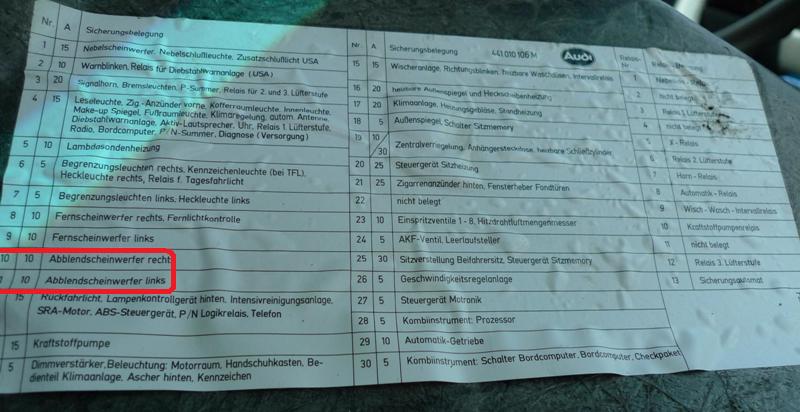 Nr. A Sicherungsbelegung
1 15 Nebelscheinwerfer, Nebelschlußleuchte, Zusatzschlußlicht USA
2 10 Warnblinken, Relais für Diebstahlwarnanlage (USA)
3 20 Signalhorn, Bremsleuchten, P-Summer, Relais für 2. und 3. Lüfterstufe
4 15 Leseleuchte, Zig.-Anzünder vorne, Kofferraumleuchte, Innenleuchte,
Make-up Spiegel, Fußraumleuchte, Klimaregelung, autom. Antenne,
Diebstahlwarnanlage, Aktiv-Lautsprecher, Uhr, Relais 1. Lüfterstufe,
Radio, Bordcomputer, P/N-Summer, Diagnose (Versorgung)
5 10 Lambdasondenheizung
6 5 Begrenzungsleuchten rechts, Kennzeichenleuchte (bei TFL)
Heckleuchte rechts, Relais f. Tagesfahrlicht
7 5 Begrenzungsleuchten links, Heckleuchte links
8 10 Fernscheinwerfer rechts, Fernlichtkontrolle
9 10 Fernscheinwerfer links
10 10 Abblendscheinwerfer recht
10 Abblendscheinwerfer links
15 Rückfahrlicht, Lampenkontrollgerät hinten, Intensivreinigungsanlage,
SRA-Motor, ABS-Steuergerät, P/N Logikrelais, Telefon
15 Kraftstoffpumpe
5 Dimmverstärker, Beleuchtung: Motorraum, Handschuhkasten, Be-
dienteil Klimaanlage, Ascher hinten, Kennzeichen
Nr. A Sicherungsbelegung 441 010 106 M Audi
15 15 Wischeranlage, Richtungsblinken, heizbare Waschdüsen, Intervallrelais
16 20 heizbare Außenspiegel und Heckscheibenheizung
17 20 Klimaanlage, Heizungsgebläse, Standheizung
18 5 Außenspiegel, Schalter Sitzmemory
19 10/30 Zentralverriegelung, Anhängersteckdose, heizbare Schließzylinder
20 25 Steuergerät Sitzheizung
21 25 Zigarrenanzünder hinten, Fensterheber Fondtüren
22 nicht belegt
23 10 Einspritzventile 1 - 8, Hitzdrahtluftmengenmesser
24 5 AKF-Ventil, Leerlaufsteller
25 30 Sitzverstellung Beifahrersitz, Steuergerät Sitzmemory
26 5 Geschwindigkeitsregelanlage
27 5 Steuergerät Motronik
28 5 Kombiinstrument: Prozessor
29 10 Automatik-Getriebe
30 5 Kombiinstrument: Schalter Bordcomputer, Bordcomputer, Checkpaket
Relais-
Nr.
1
2 nicht belegt
3 Relais 1. Lüfterstufe
4 nicht belegt
5 X - Relais
6 Relais 2. Lüfterstufe
7 Horn - Relais
8 Automatik - Relais
9 Wisch - Wasch - Intervallrelais
10 Kraftstoffpumpenrelais
11 nicht belegt
12 Relais 3. Lüfterstufe
13 Sicherungsautomat